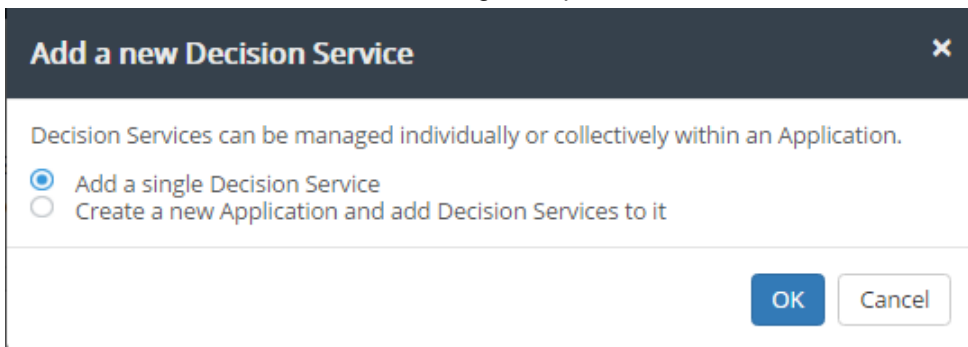 Add a new Decision Service
Decision Services can be managed individually or collectively within an Application.
Add a single Decision Service
Create a new Application and add Decision Services to it
OK Cancel